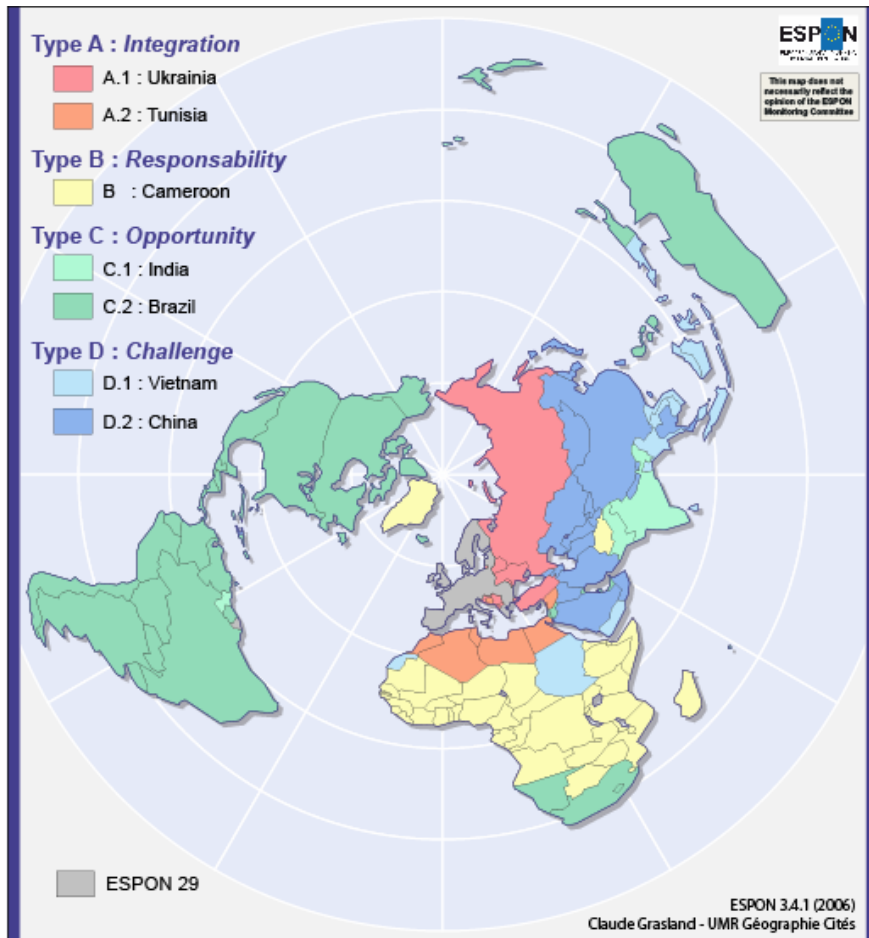 Type A : Integration
A.1 : Ukrainia
A.2 : Tunisia
Type B : Responsability
B : Cameroon
Type C : Opportunity
C.1 : India
C.2 : Brazil
Type D : Challenge
D.1 : Vietnam
D.2 : China
ESPON
This map does not
necessarily reflect the
opinion of the ESPON
Monitoring Committee
ESPON 29
ESPON 3.4.1 (2006)
Claude Grasland - UMR Géographie Cités